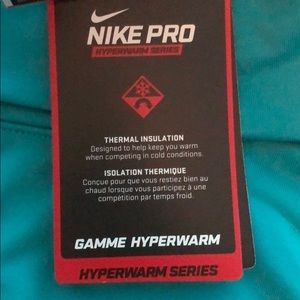 NIKE PRO
HYPERWARM SERIES
THERMAL INSULATION
Designed to help keep you warm
when competing in cold conditions.
ISOLATION THERMIQUE
Conçue pour que vous restiez bien au
chaud lorsque vous participez à une
compétition par temps froid.
GAMME HYPERWARM
HYPERWARM SERIES